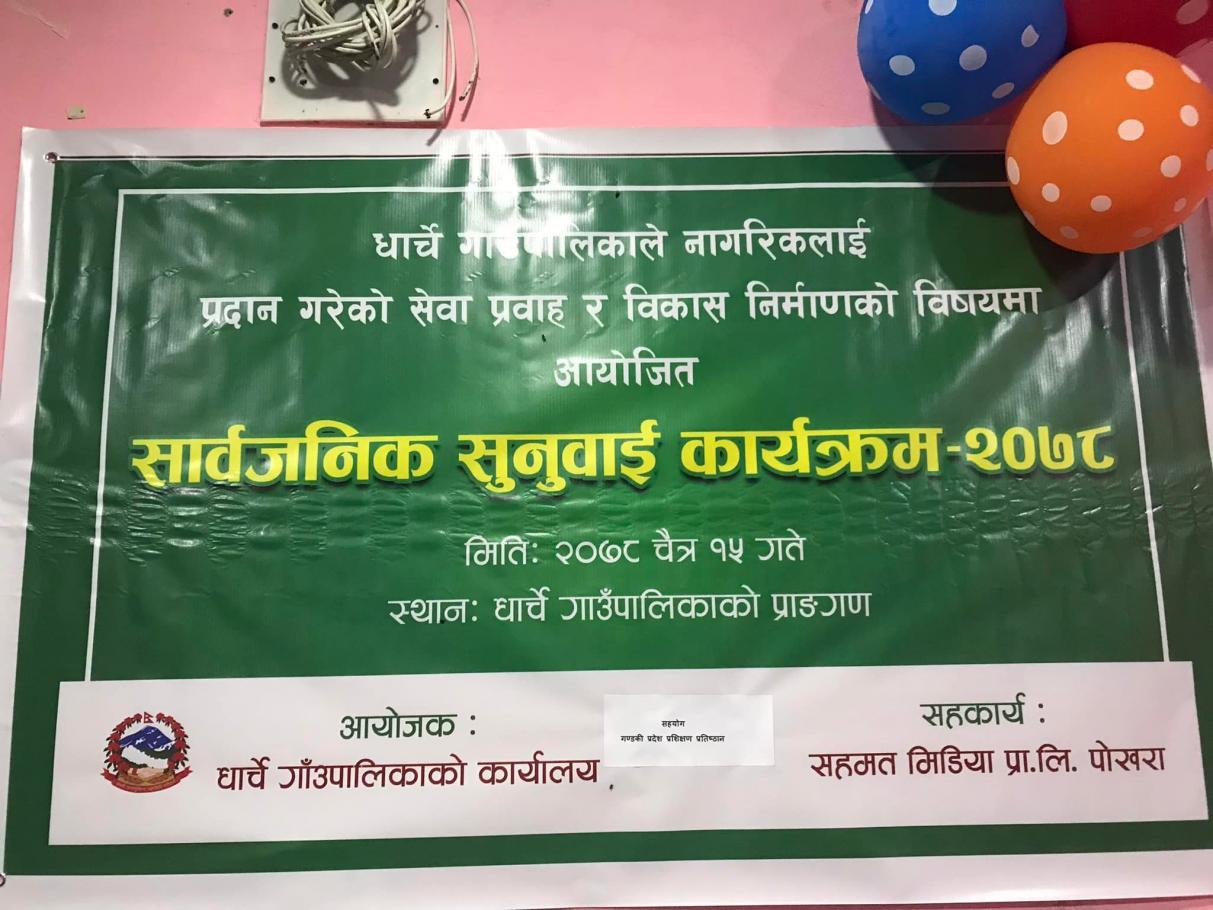 धार्चे गाउँपालिकाले नागरिकलाई
प्रदान गरेको सेवा प्रवाह र विकास निर्माणको विषयमा
आयोजित
सार्वजनिक सुनुवाई कार्यक्रम-२०७८
मिति: २०७८ चैत्र १५ गते
स्थान: धार्चे गाउँपालिकाको प्राङगण
आयोजक :
धार्चे गाँउपालिकाको कार्यालय
सहयोग
गण्डकी प्रदेश प्रशिक्षण प्रतिष्ठान
सहकार्य :
सहमत मिडिया प्रा.लि. पोखरा